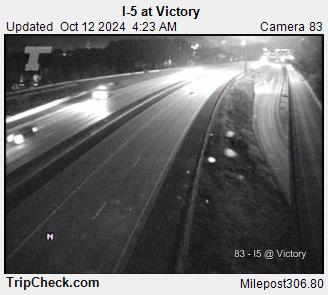 I-5 at Victory
Updated Oct 12 2024 4:23 AM Camera 83
T
N
83 - I5 @ Victory
TripCheck.com Milepost306.80